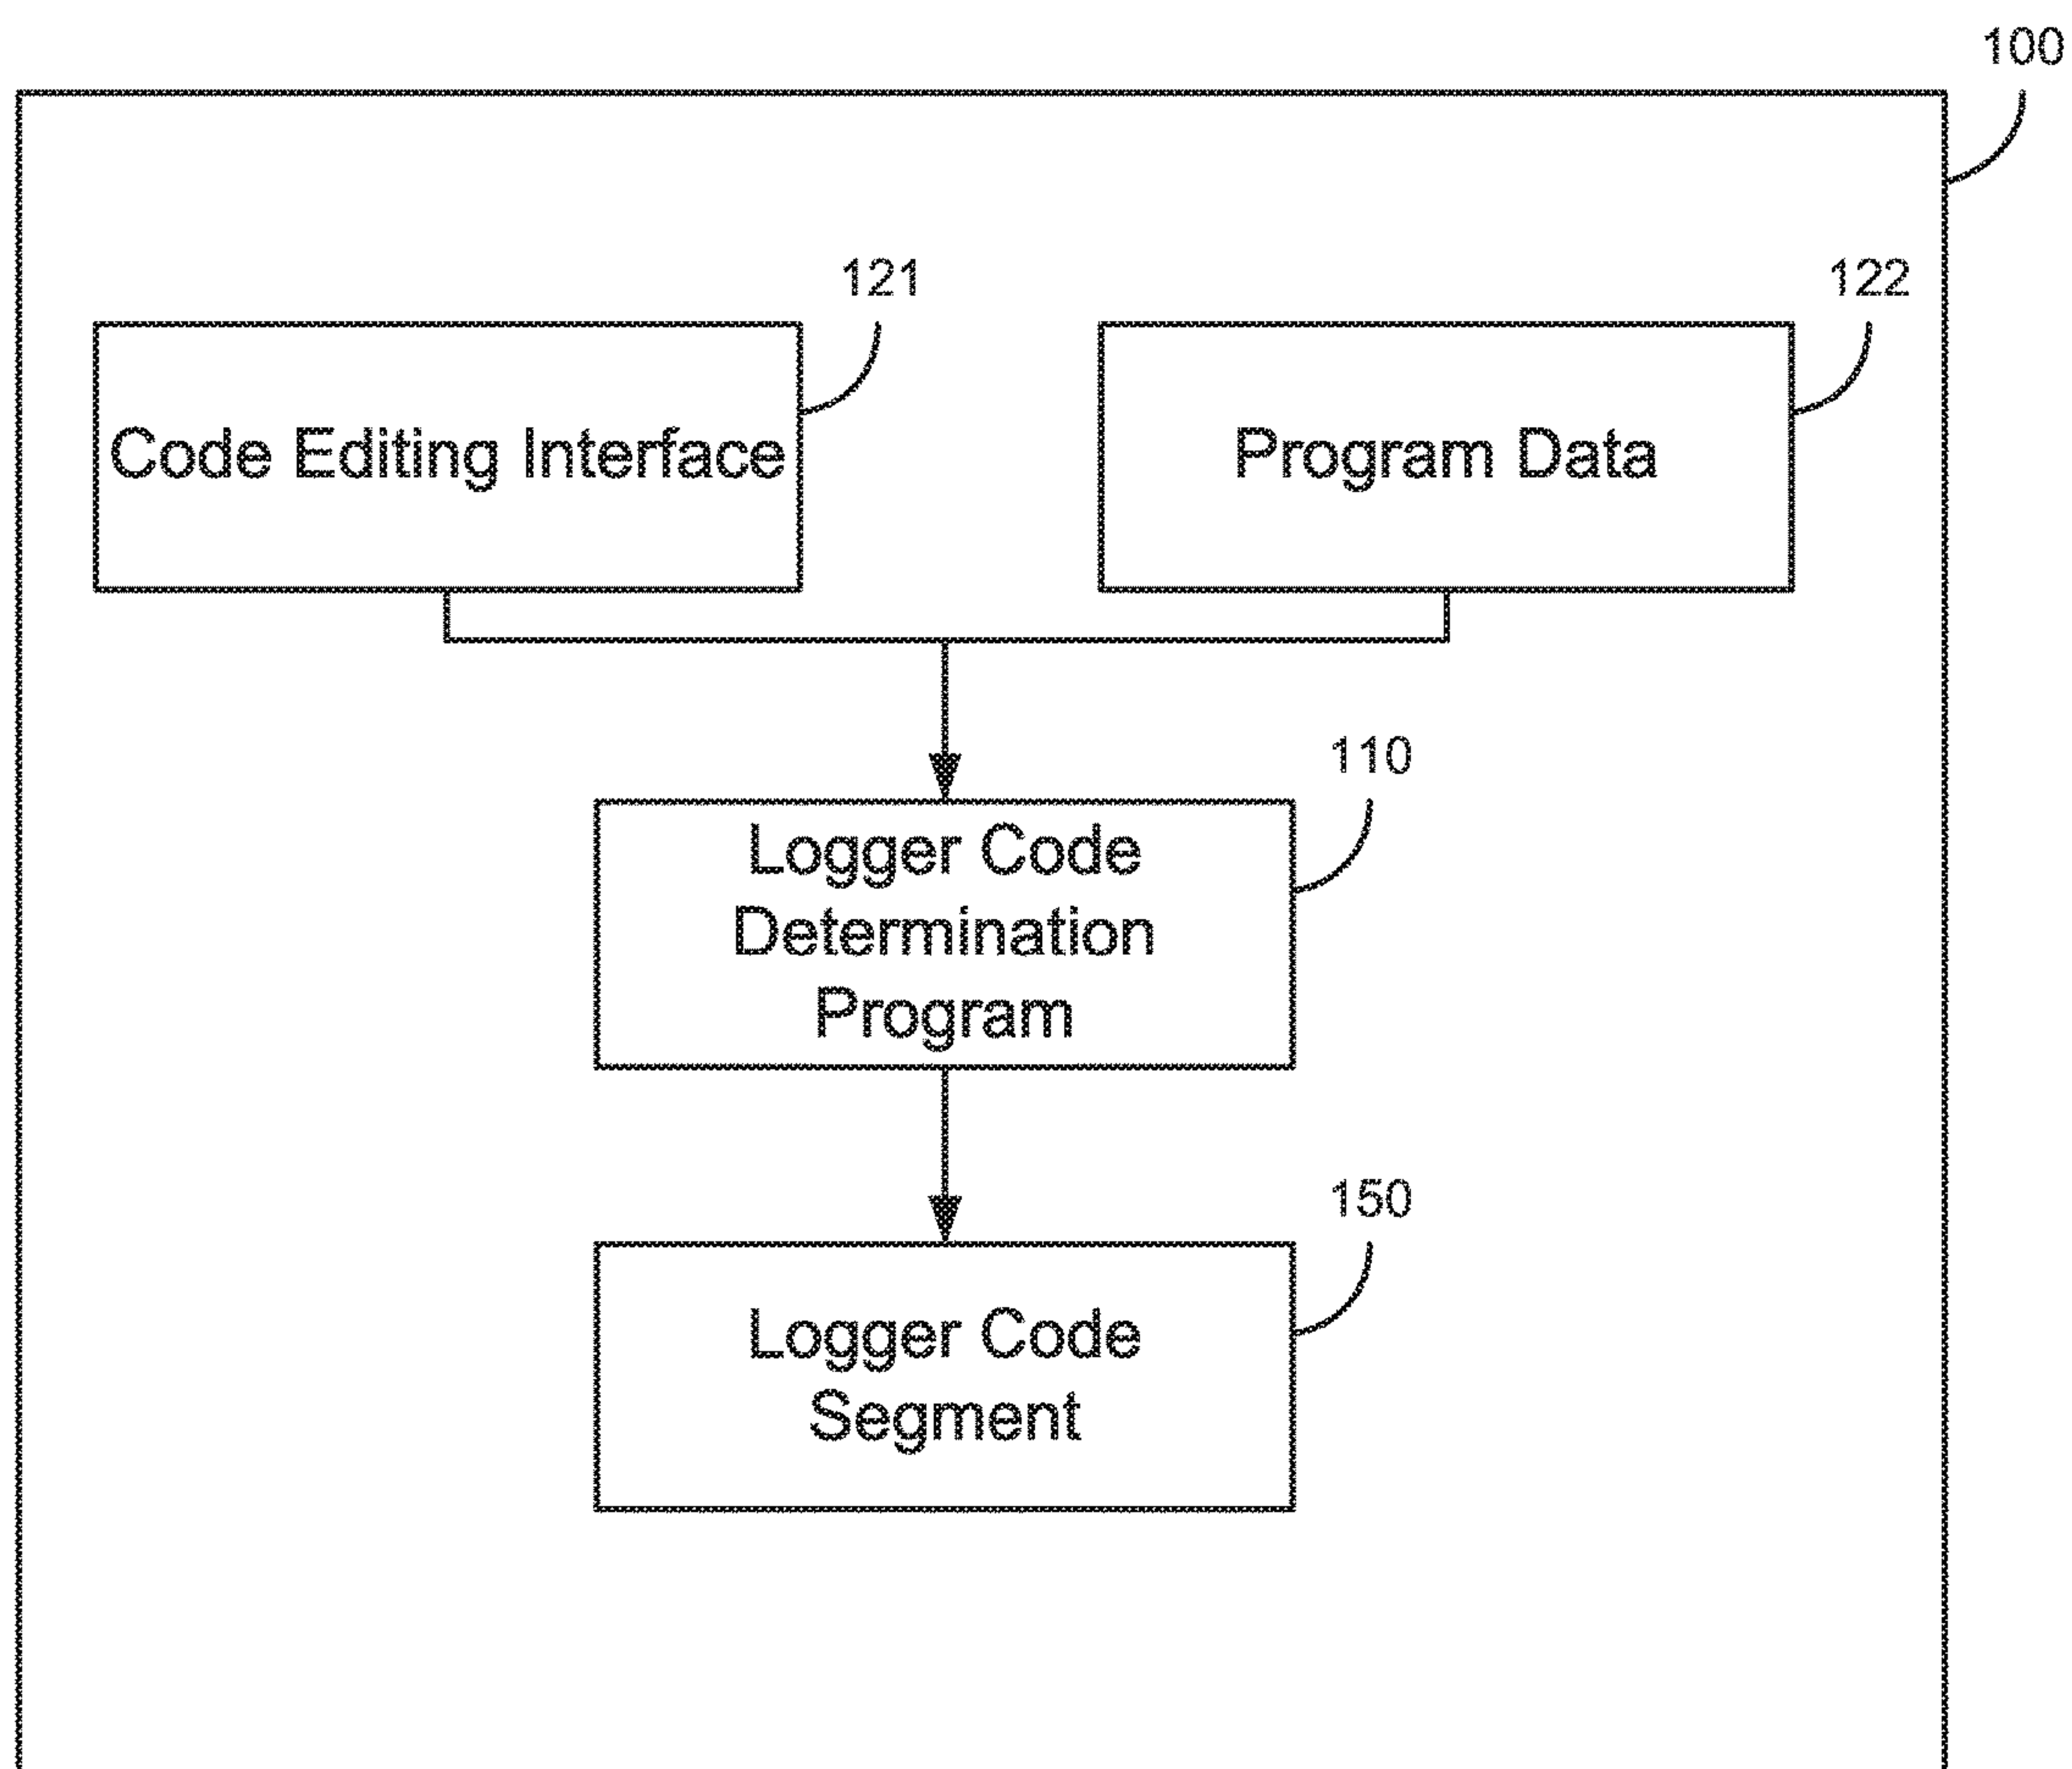 100
121
122
Code Editing Interface
Program Data
110
Logger Code
Determination
Program
150
Logger Code
Segment